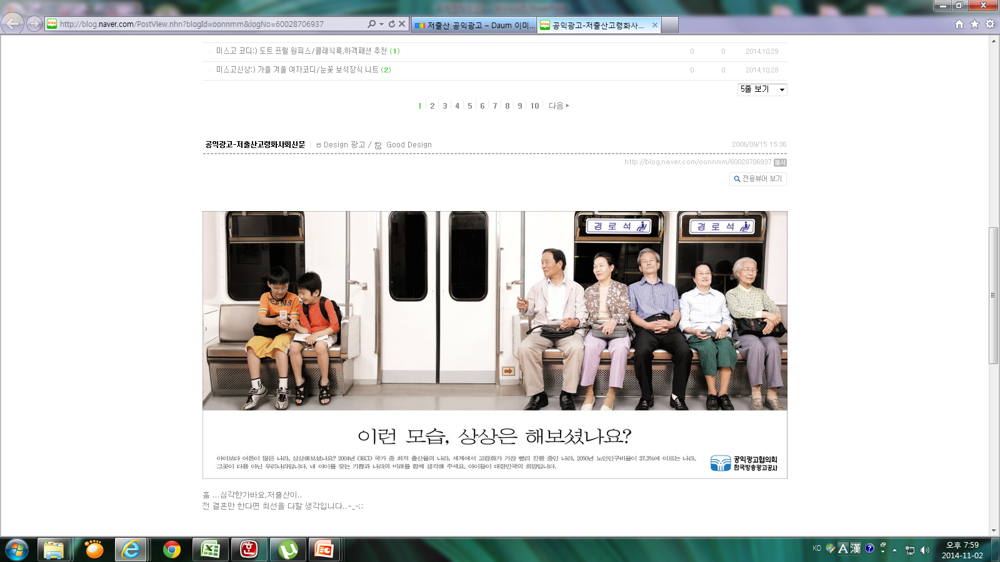 http://blog.naver.com/PostView.nhn?blogId=oonnmm&logNo=60028706937
저출산 공익광고 – Daum 이미...
공익광고-저출산고령화사...
미스고 코디:) 도트 프릴 원피스/클래식룩,하객패션 추천 (1) 0 0 2014.10.29
미스고신상:) 가을 겨울 여자코디/눈꽃 보석장식 니트 (2) 0 0 2014.10.28
5줄 보기
1 2 3 4 5 6 7 8 9 10 다음
공익광고-저출산고령화사회신문 Design 광고 / Good Design 2006/09/15 15:36
http://blog.naver.com/oonnmm/60028706937 복사
전용뷰어 보기
경로석
경로석
JEANS
이런 모습, 상상은 해보셨나요?
아이보다 어른이 많은 나라, 상상해보셨나요? 2004년 OECD 국가 중 최저 출산율의 나라, 세계에서 고령화가 가장 빨리 진행 중인 나라, 2050년 노인인구비율이 37.3%에 이르는 나라,
그곳이 다름 아닌 우리나라입니다. 내 아이를 갖는 기쁨과 나라의 미래를 함께 생각해 주세요. 아이들이 대한민국의 희망입니다.
공익광고협의회
한국방송광고공사
흠 ...심각한가바요,저출산이..
전 결혼만 한다면 최선을 다할 생각입니다..-_-;;
KO A 漢
오후 7:59
2014-11-02